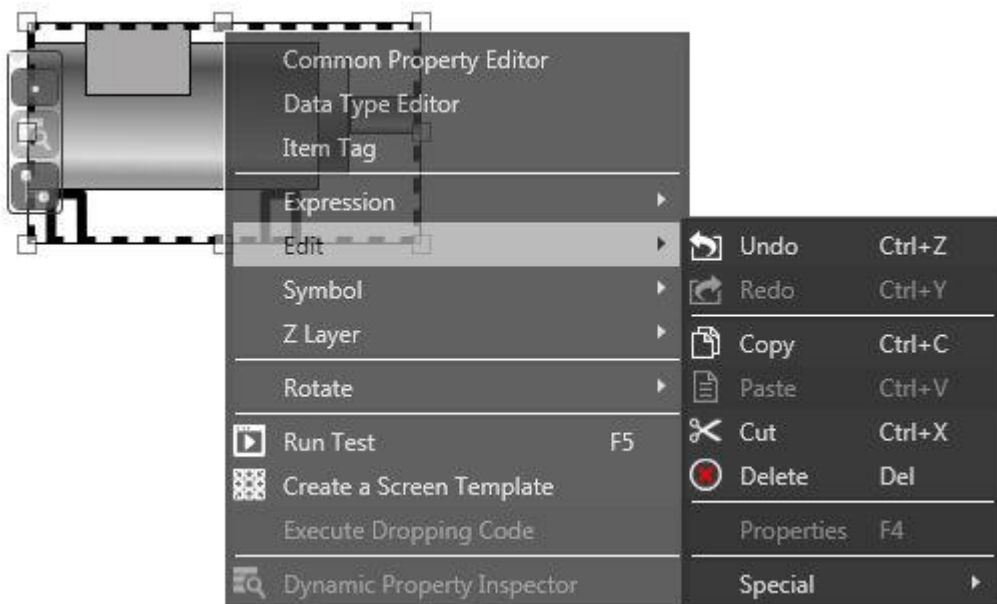 Common Property Editor
Data Type Editor
Item Tag
Expression
Edit
Symbol
Z Layer
Rotate
Run Test F5
Create a Screen Template
Execute Dropping Code
Dynamic Property Inspector
Undo Ctrl+Z
Redo Ctrl+Y
Copy Ctrl+C
Paste Ctrl+V
Cut Ctrl+X
Delete Del
Properties F4
Special